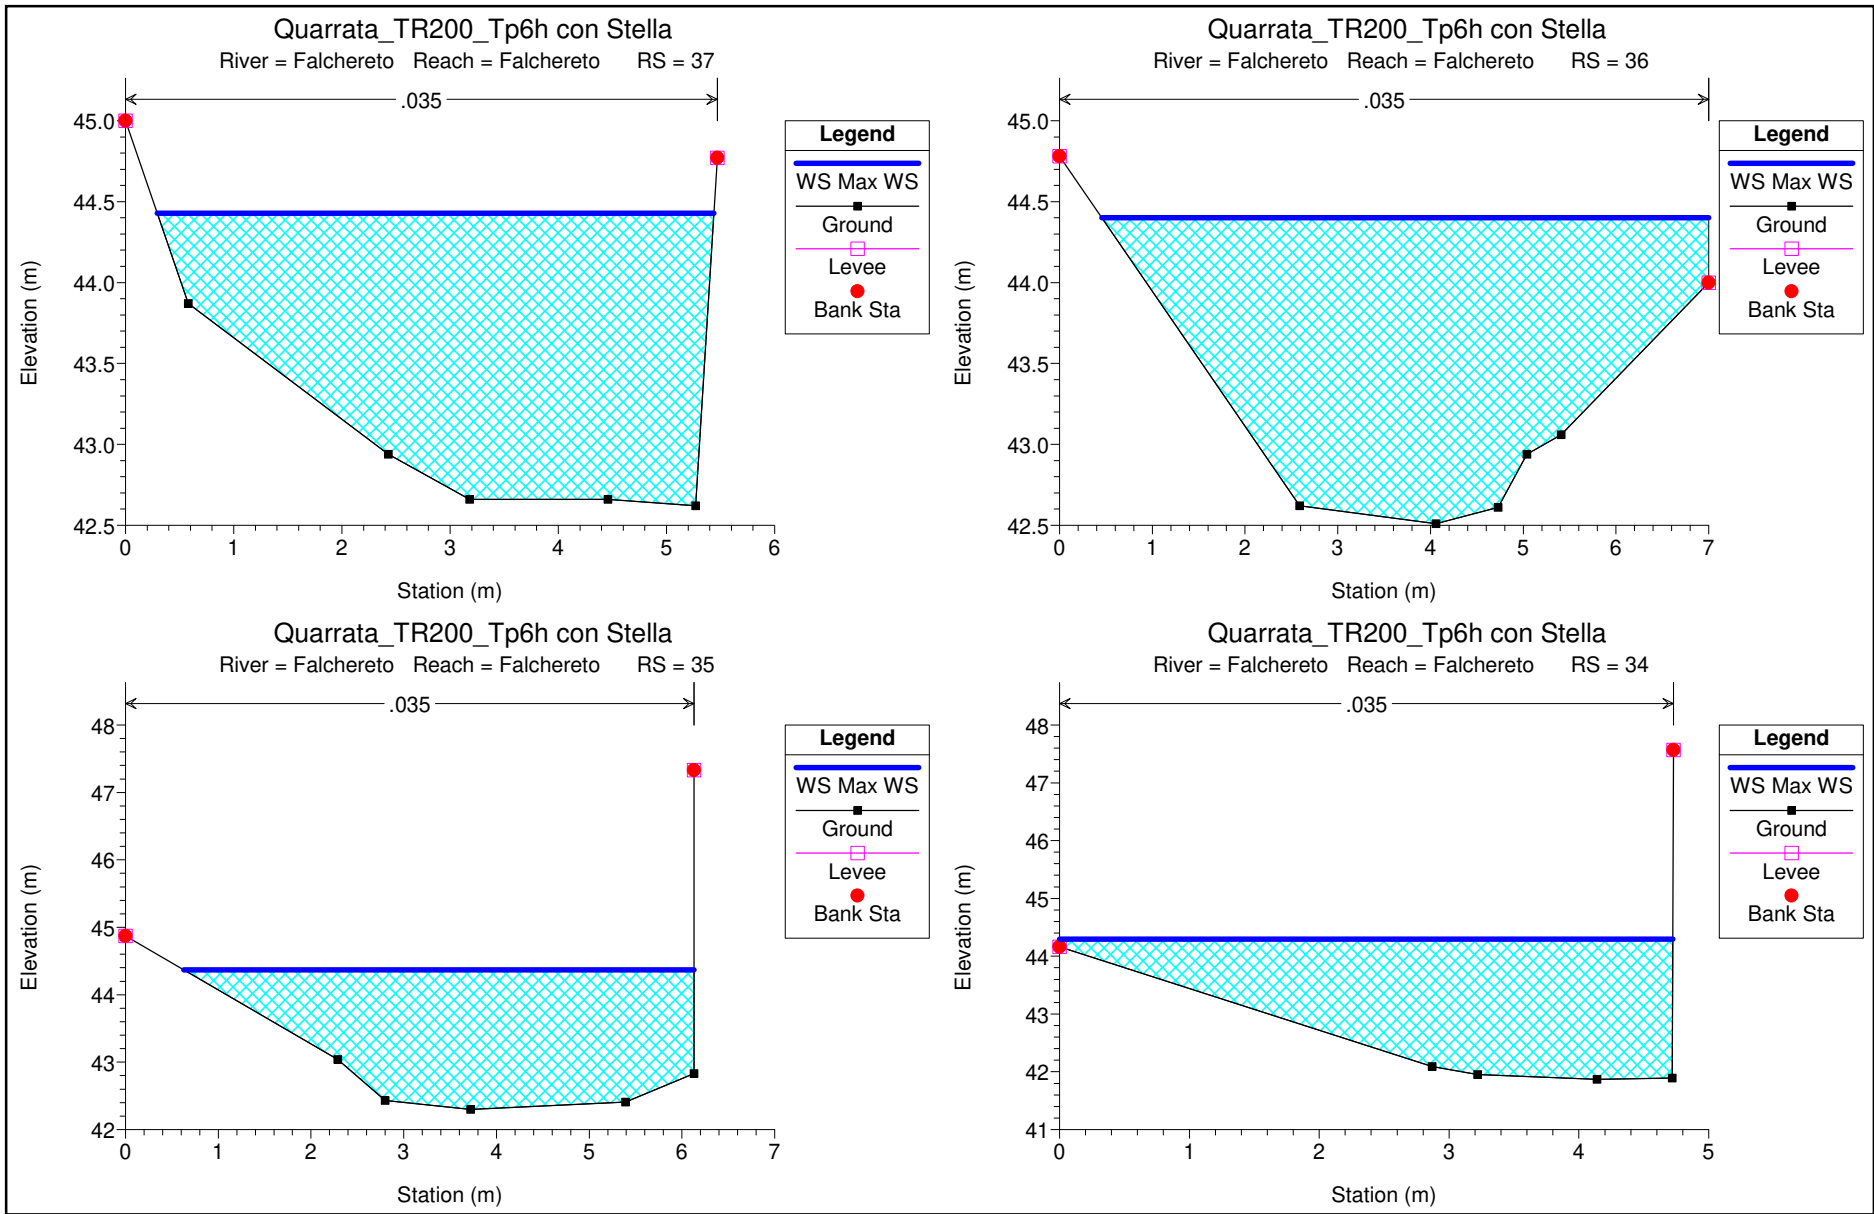 Quarrata_TR200_Tp6h con Stella
River = Falchereto Reach = Falchereto RS = 37
.035
Legend
WS Max WS
Ground
Levee
Bank Sta
45.0
44.5
44.0
43.5
43.0
42.5
0 1 2 3 4 5 6
Elevation (m)
Station (m)
Quarrata_TR200_Tp6h con Stella
River = Falchereto Reach = Falchereto RS = 36
.035
Legend
WS Max WS
Ground
Levee
Bank Sta
45.0
44.5
44.0
43.5
43.0
42.5
0 1 2 3 4 5 6 7
Elevation (m)
Station (m)
Quarrata_TR200_Tp6h con Stella
River = Falchereto Reach = Falchereto RS = 35
.035
Legend
WS Max WS
Ground
Levee
Bank Sta
48
47
46
45
44
43
42
0 1 2 3 4 5 6 7
Elevation (m)
Station (m)
Quarrata_TR200_Tp6h con Stella
River = Falchereto Reach = Falchereto RS = 34
.035
Legend
WS Max WS
Ground
Levee
Bank Sta
48
47
46
45
44
43
42
41
0 1 2 3 4 5
Elevation (m)
Station (m)